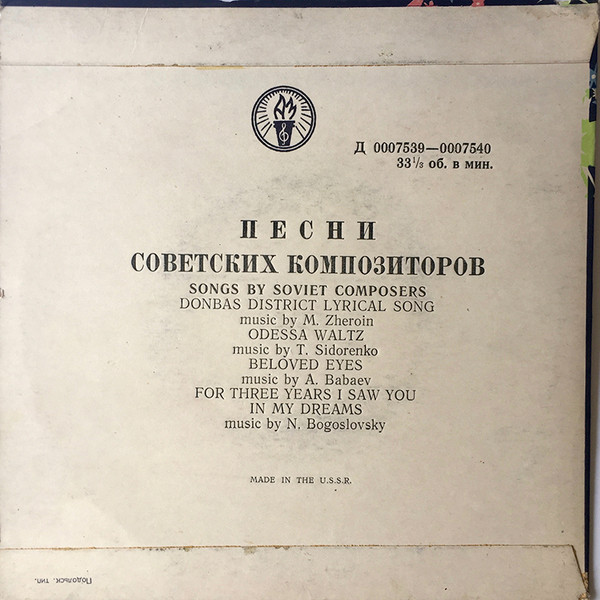 Д 0007539—0007540
33⅓ об. в мин.
ПЕСНИ
СОВЕТСКИХ КОМПОЗИТОРОВ
SONGS BY SOVIET COMPOSERS
DONBAS DISTRICT LYRICAL SONG
music by M. Zheroin
ODESSA WALTZ
music by T. Sidorenko
BELOVED EYES
music by A. Babaev
FOR THREE YEARS I SAW YOU
IN MY DREAMS
music by N. Bogoslovsky
MADE IN THE U.S.S.R.
Подольск. тип.